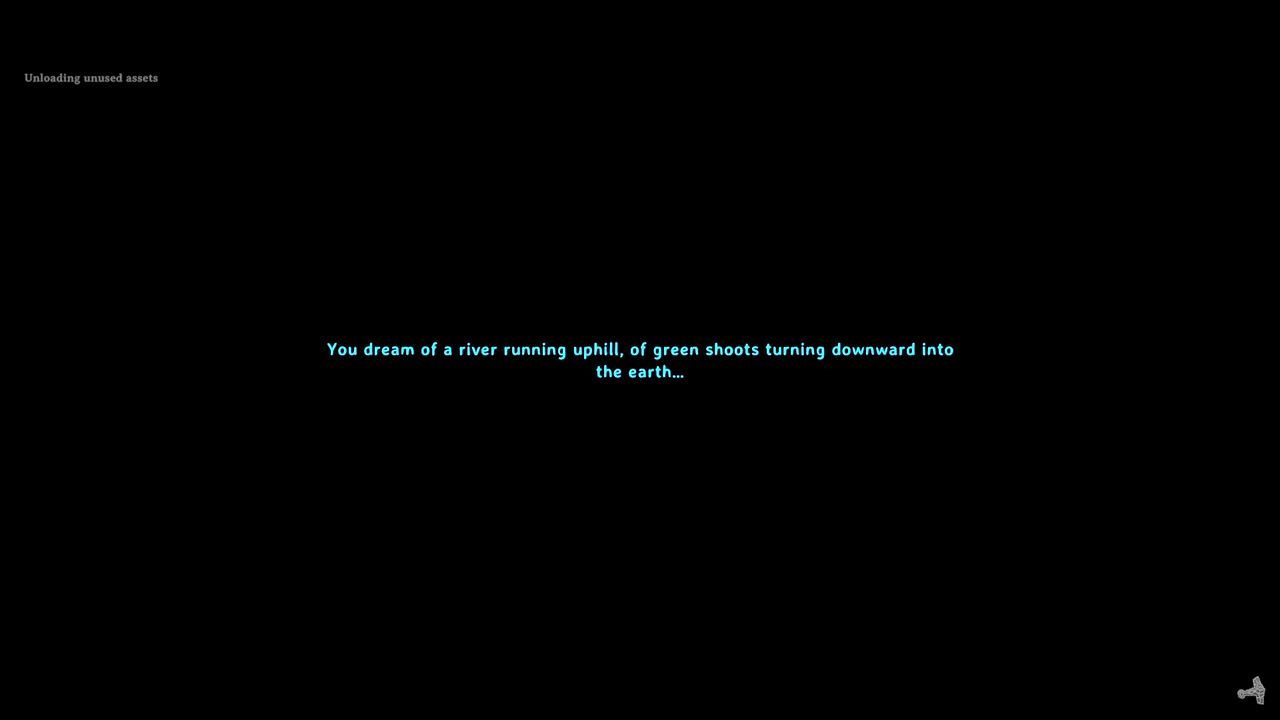 Unloading unused assets
You dream of a river running uphill, of green shoots turning downward into
the earth...